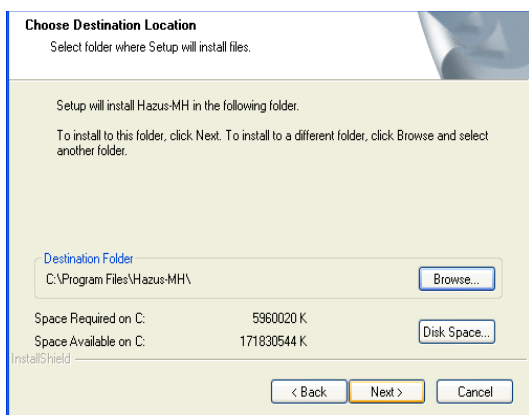 Choose Destination Location
Select folder where Setup will install files.
Setup will install Hazus-MH in the following folder.
To install to this folder, click Next. To install to a different folder, click Browse and select
another folder.
Destination Folder
C:\Program Files\Hazus-MH\
Browse...
Space Required on C: 5960020 K
Space Available on C: 171830544 K
Disk Space...
InstallShield
< Back Next > Cancel